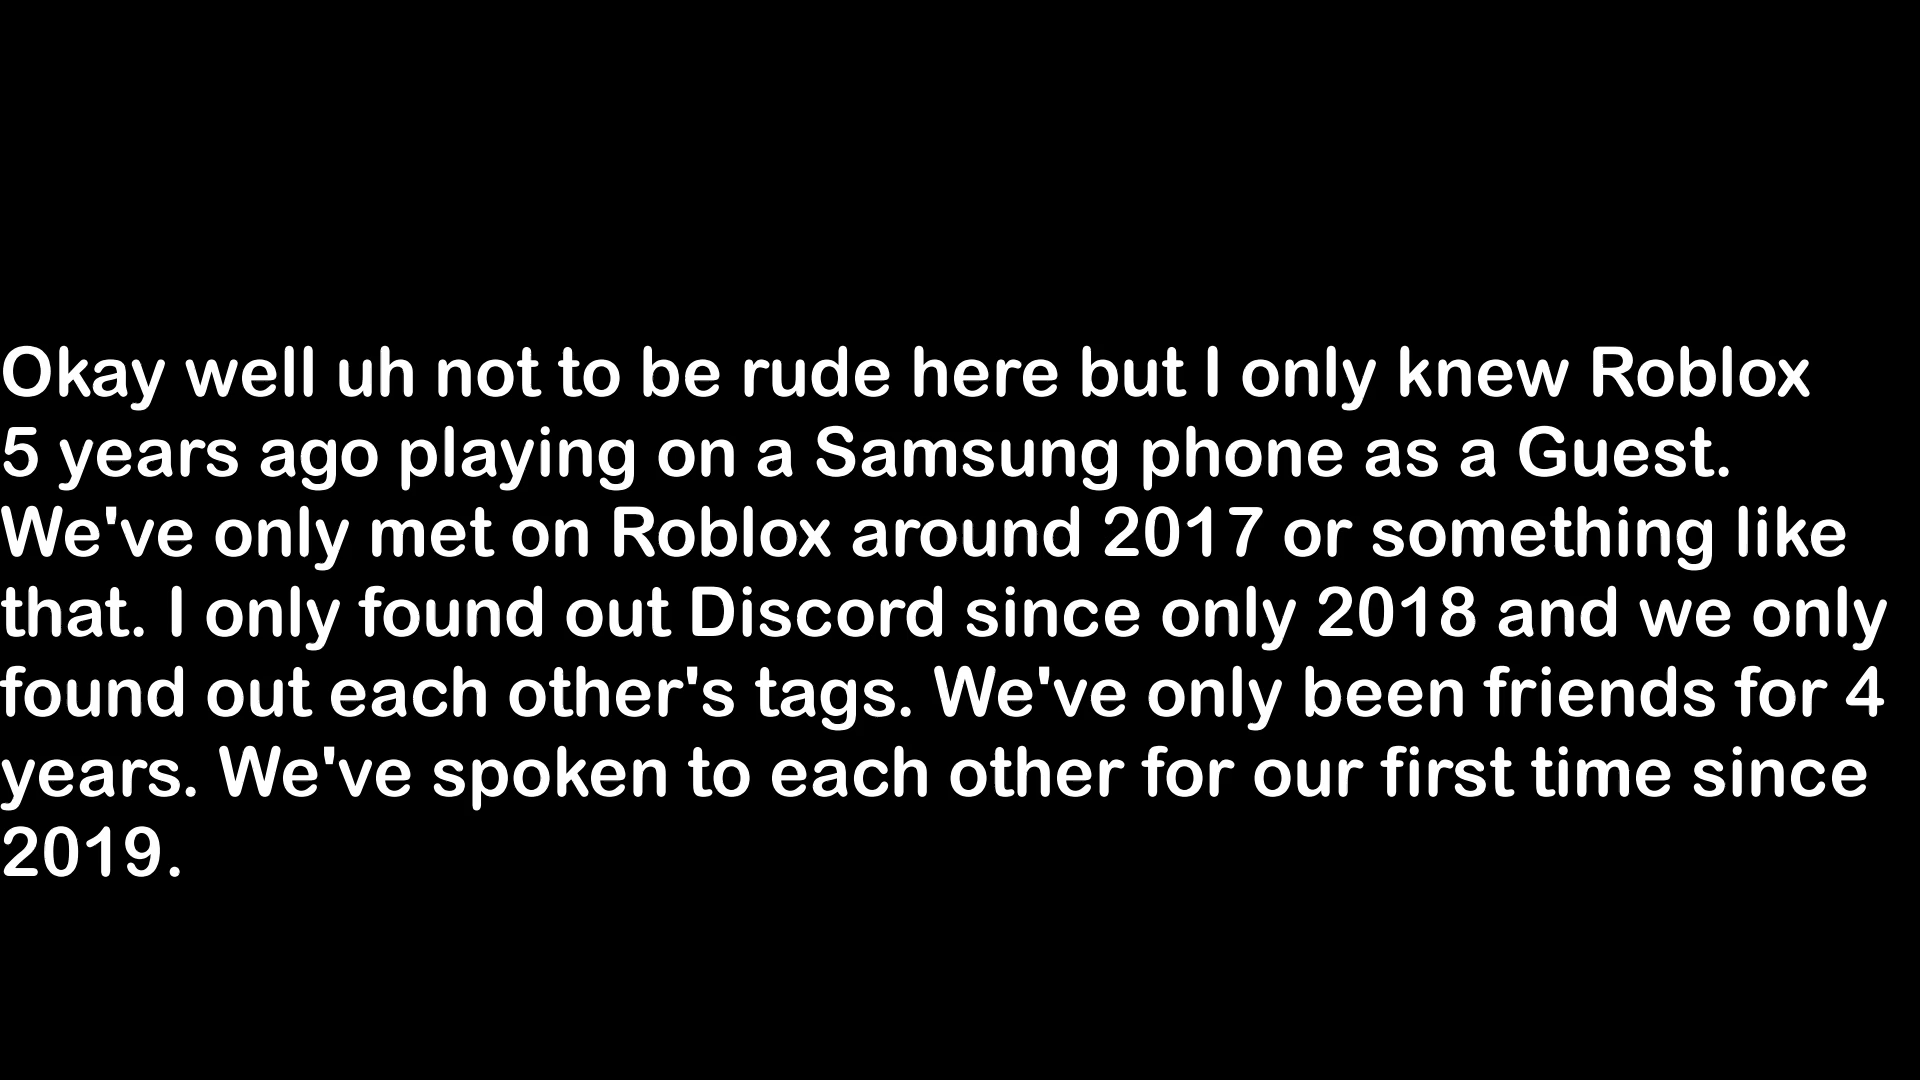 Okay well uh not to be rude here but I only knew Roblox
5 years ago playing on a Samsung phone as a Guest.
We've only met on Roblox around 2017 or something like
that. I only found out Discord since only 2018 and we only
found out each other's tags. We've only been friends for 4
years. We've spoken to each other for our first time since
2019.